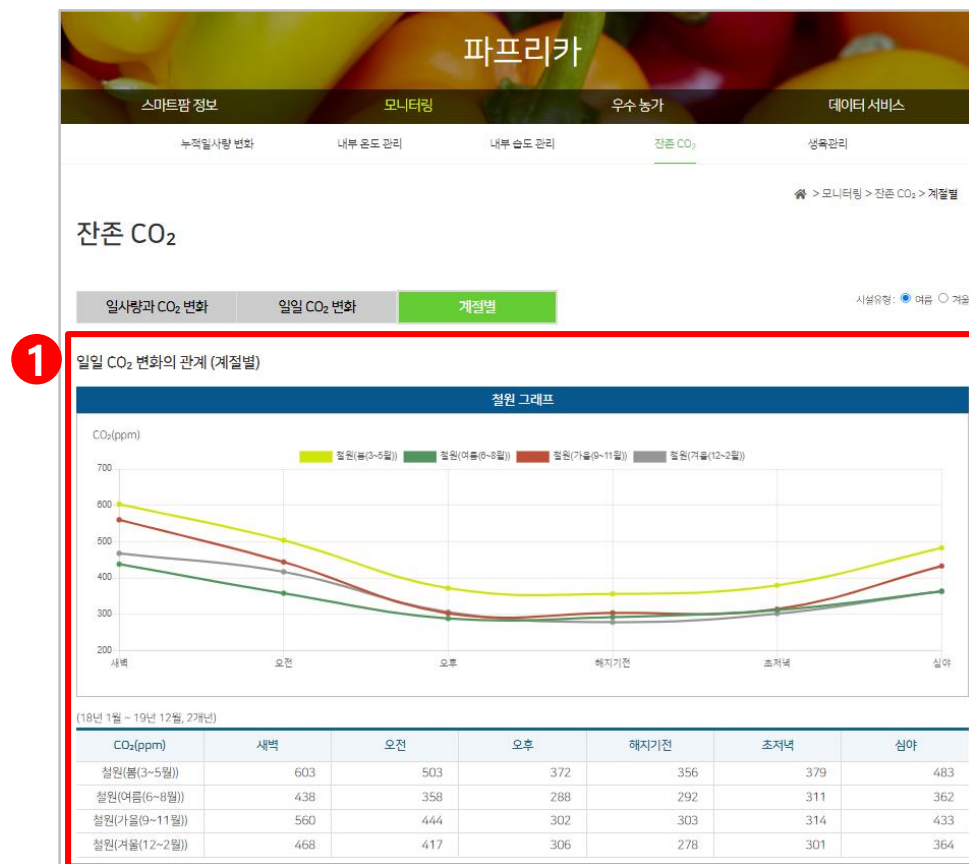 파프리카
스마트팜 정보 모니터링 우수 농가 데이터 서비스
누적일사량 변화 내부 온도 관리 내부 습도 관리 잔존 CO₂ 생육관리
> 모니터링 > 잔존 CO₂ > 계절별
잔존 CO₂
일사량과 CO₂ 변화 일일 CO₂ 변화 계절별
시설유형: 여름 겨울
1
일일 CO₂ 변화의 관계 (계절별)
철원 그래프
CO₂(ppm)
철원(봄(3~5월)) 철원(여름(6~8월)) 철원(가을(9~11월)) 철원(겨울(12~2월))
700
600
500
400
300
200
새벽 오전 오후 해지기전 초저녁 심야
(18년 1월 ~ 19년 12월, 2개년)
CO₂(ppm) 새벽 오전 오후 해지기전 초저녁 심야
철원(봄(3~5월)) 603 503 372 356 379 483
철원(여름(6~8월)) 438 358 288 292 311 362
철원(가을(9~11월)) 560 444 302 303 314 433
철원(겨울(12~2월)) 468 417 306 278 301 364